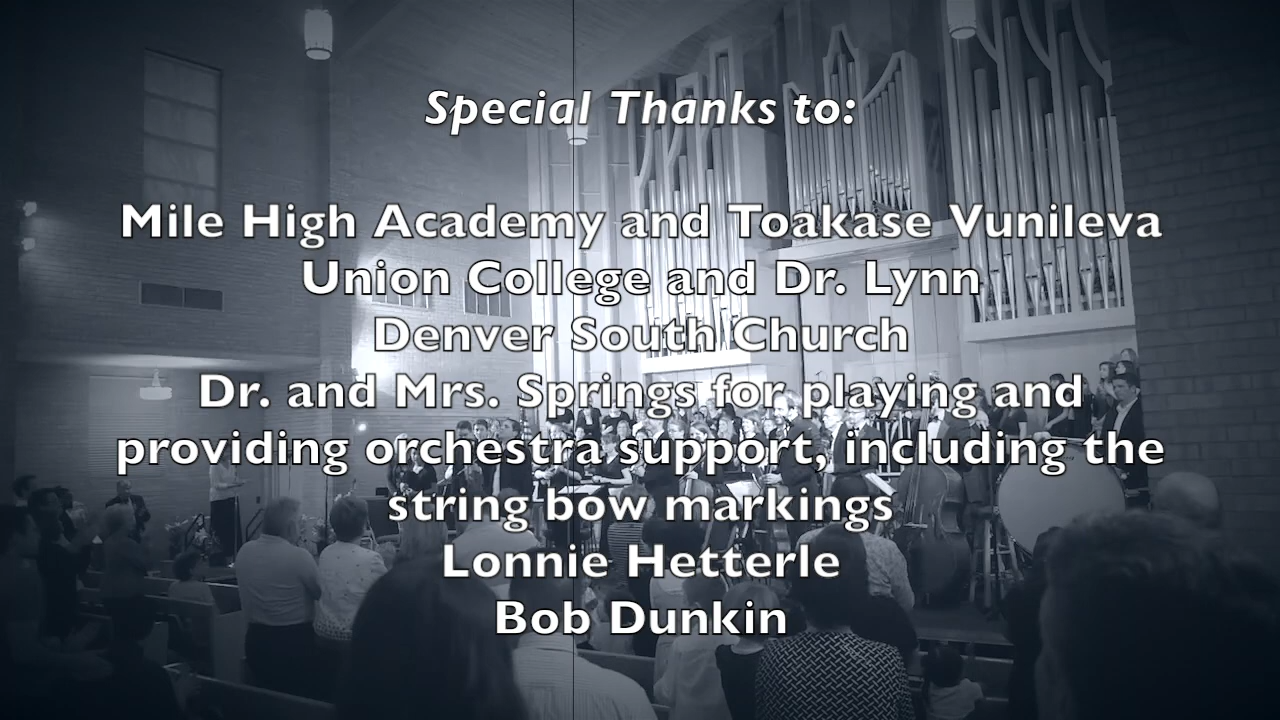 Special Thanks to:
Mile High Academy and Toakase Vunileva
Union College and Dr. Lynn
Denver South Church
Dr. and Mrs. Springs for playing and
providing orchestra support, including the
string bow markings
Lonnie Hetterle
Bob Dunkin